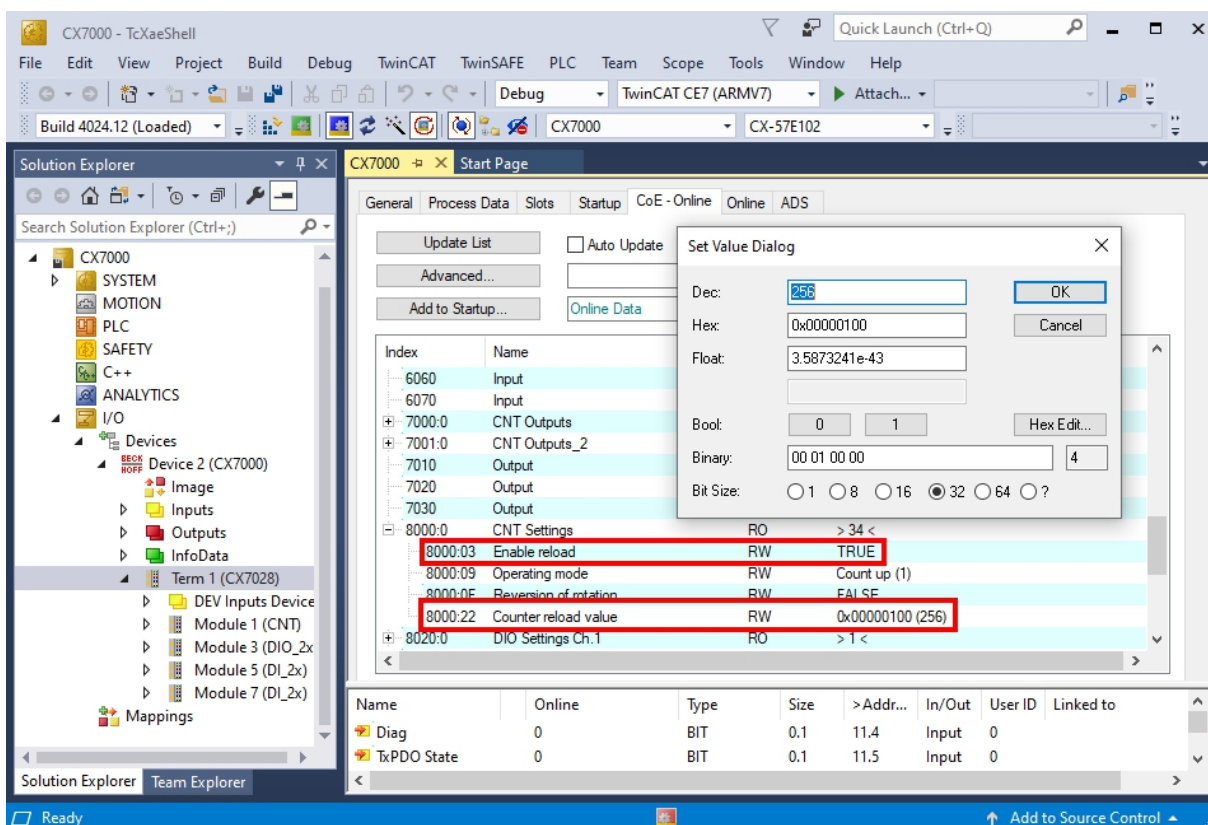 CX7000 - TcXaeShell
Quick Launch (Ctrl+Q)
File Edit View Project Build Debug TwinCAT TwinSAFE PLC Team Scope Tools Window Help
Debug TwinCAT CE7 (ARMV7) Attach...
Build 4024.12 (Loaded) CX7000 CX-57E102
Solution Explorer
Search Solution Explorer (Ctrl+;)
CX7000
SYSTEM
MOTION
PLC
SAFETY
C++
ANALYTICS
I/O
Devices
BECK
HOFF
Device 2 (CX7000)
Image
Inputs
Outputs
InfoData
Term 1 (CX7028)
DEV Inputs Device
Module 1 (CNT)
Module 3 (DIO_2x
Module 5 (DI_2x)
Module 7 (DI_2x)
Mappings
Solution Explorer Team Explorer
CX7000 Start Page
General Process Data Slots Startup CoE - Online Online ADS
Update List Auto Update
Advanced...
Add to Startup... Online Data
Index Name
6060 Input
6070 Input
7000:0 CNT Outputs
7001:0 CNT Outputs_2
7010 Output
7020 Output
7030 Output
8000:0 CNT Settings RO > 34 <
8000:03 Enable reload RW TRUE
8000:09 Operating mode RW Count up (1)
8000:0F Reversion of rotation RW FALSE
8000:22 Counter reload value RW 0x00000100 (256)
8020:0 DIO Settings Ch.1 RO > 1 <
Set Value Dialog
Dec: 256 OK
Hex: 0x00000100 Cancel
Float: 3.5873241e-43
Bool: 0 1 Hex Edit...
Binary: 00 01 00 00 4
Bit Size: 1 8 16 32 64 ?
Name Online Type Size >Addr... In/Out User ID Linked to
Diag 0 BIT 0.1 11.4 Input 0
TxPDO State 0 BIT 0.1 11.5 Input 0
Ready Add to Source Control